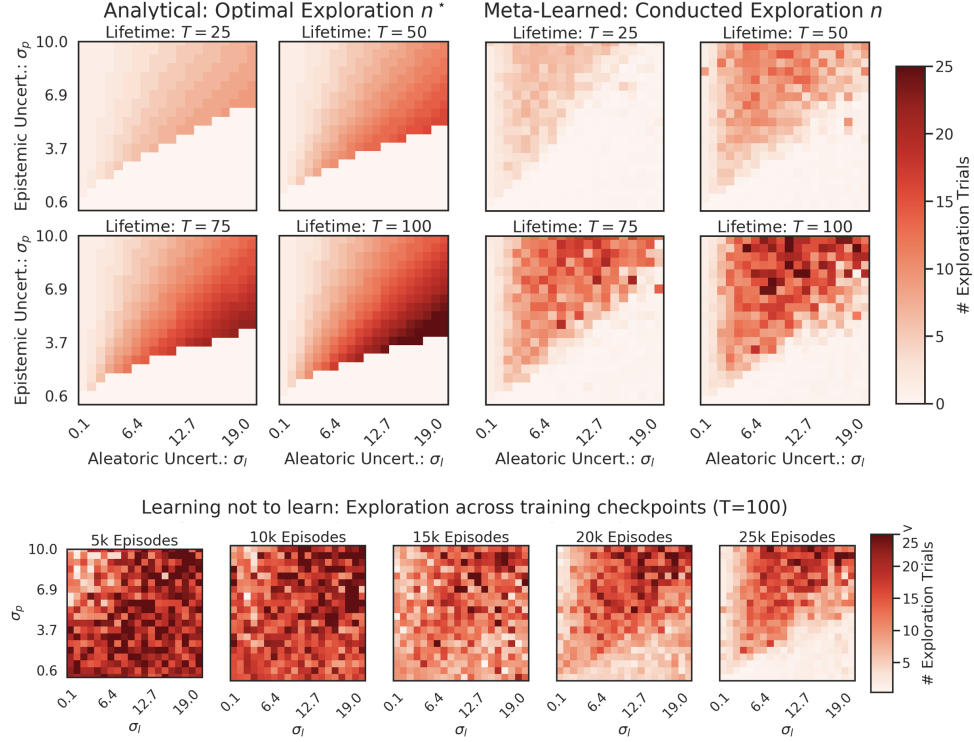 Analytical: Optimal Exploration n*
Meta-Learned: Conducted Exploration n
Lifetime: T = 25
Lifetime: T = 50
Lifetime: T = 25
Lifetime: T = 50
Epistemic Uncert.: σp
10.0
6.9
3.7
0.6
Lifetime: T = 75
Lifetime: T = 100
Lifetime: T = 75
Lifetime: T = 100
Epistemic Uncert.: σp
10.0
6.9
3.7
0.6
0.1 6.4 12.7 19.0
0.1 6.4 12.7 19.0
0.1 6.4 12.7 19.0
0.1 6.4 12.7 19.0
Aleatoric Uncert.: σl
Aleatoric Uncert.: σl
Aleatoric Uncert.: σl
Aleatoric Uncert.: σl
25
20
15
10
5
0
# Exploration Trials
Learning not to learn: Exploration across training checkpoints (T=100)
5k Episodes
10k Episodes
15k Episodes
20k Episodes
25k Episodes
σp
10.0
6.9
3.7
0.6
0.1 6.4 12.7 19.0
0.1 6.4 12.7 19.0
0.1 6.4 12.7 19.0
0.1 6.4 12.7 19.0
0.1 6.4 12.7 19.0
σl
σl
σl
σl
σl
>
25
20
15
10
5
# Exploration Trials